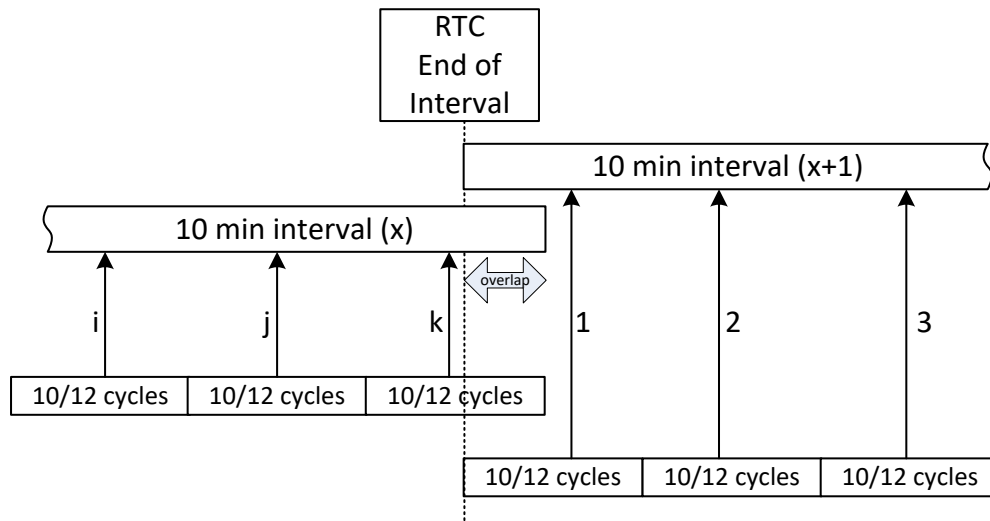 RTC
End of
Interval
10 min interval (x+1)
10 min interval (x)
overlap
i
j
k
1
2
3
10/12 cycles
10/12 cycles
10/12 cycles
10/12 cycles
10/12 cycles
10/12 cycles